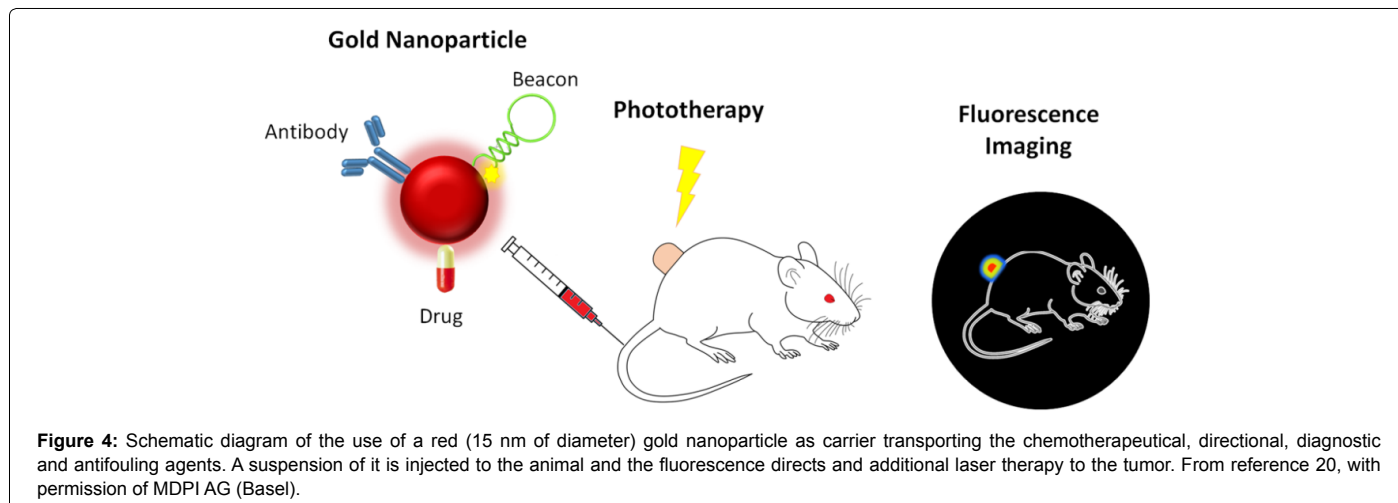 Gold Nanoparticle
Beacon
Antibody
Drug
Phototherapy
Fluorescence
Imaging
Figure 4: Schematic diagram of the use of a red (15 nm of diameter) gold nanoparticle as carrier transporting the chemotherapeutical, directional, diagnostic
and antifouling agents. A suspension of it is injected to the animal and the fluorescence directs and additional laser therapy to the tumor. From reference 20, with
permission of MDPI AG (Basel).